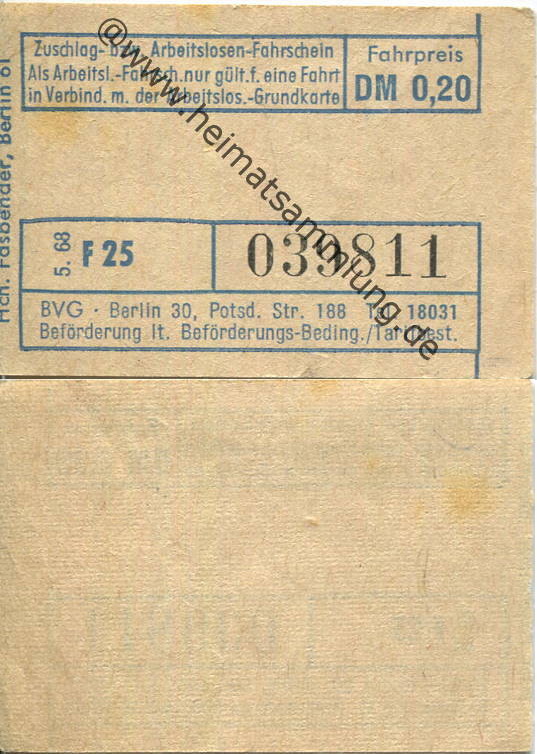 Zuschlag- bzw. Arbeitslosen-Fahrschein
Als Arbeitsl.-Fahrsch. nur gült. f. eine Fahrt
in Verbind. m. der Arbeitslos.-Grundkarte
Fahrpreis
DM 0,20
Hch. Fasbender, Berlin 61
5. 68
F 25
039811
BVG · Berlin 30, Potsd. Str. 188 Tel. 18031
Beförderung lt. Beförderungs-Beding./Tarifbest.
@www.heimatsammlung.de